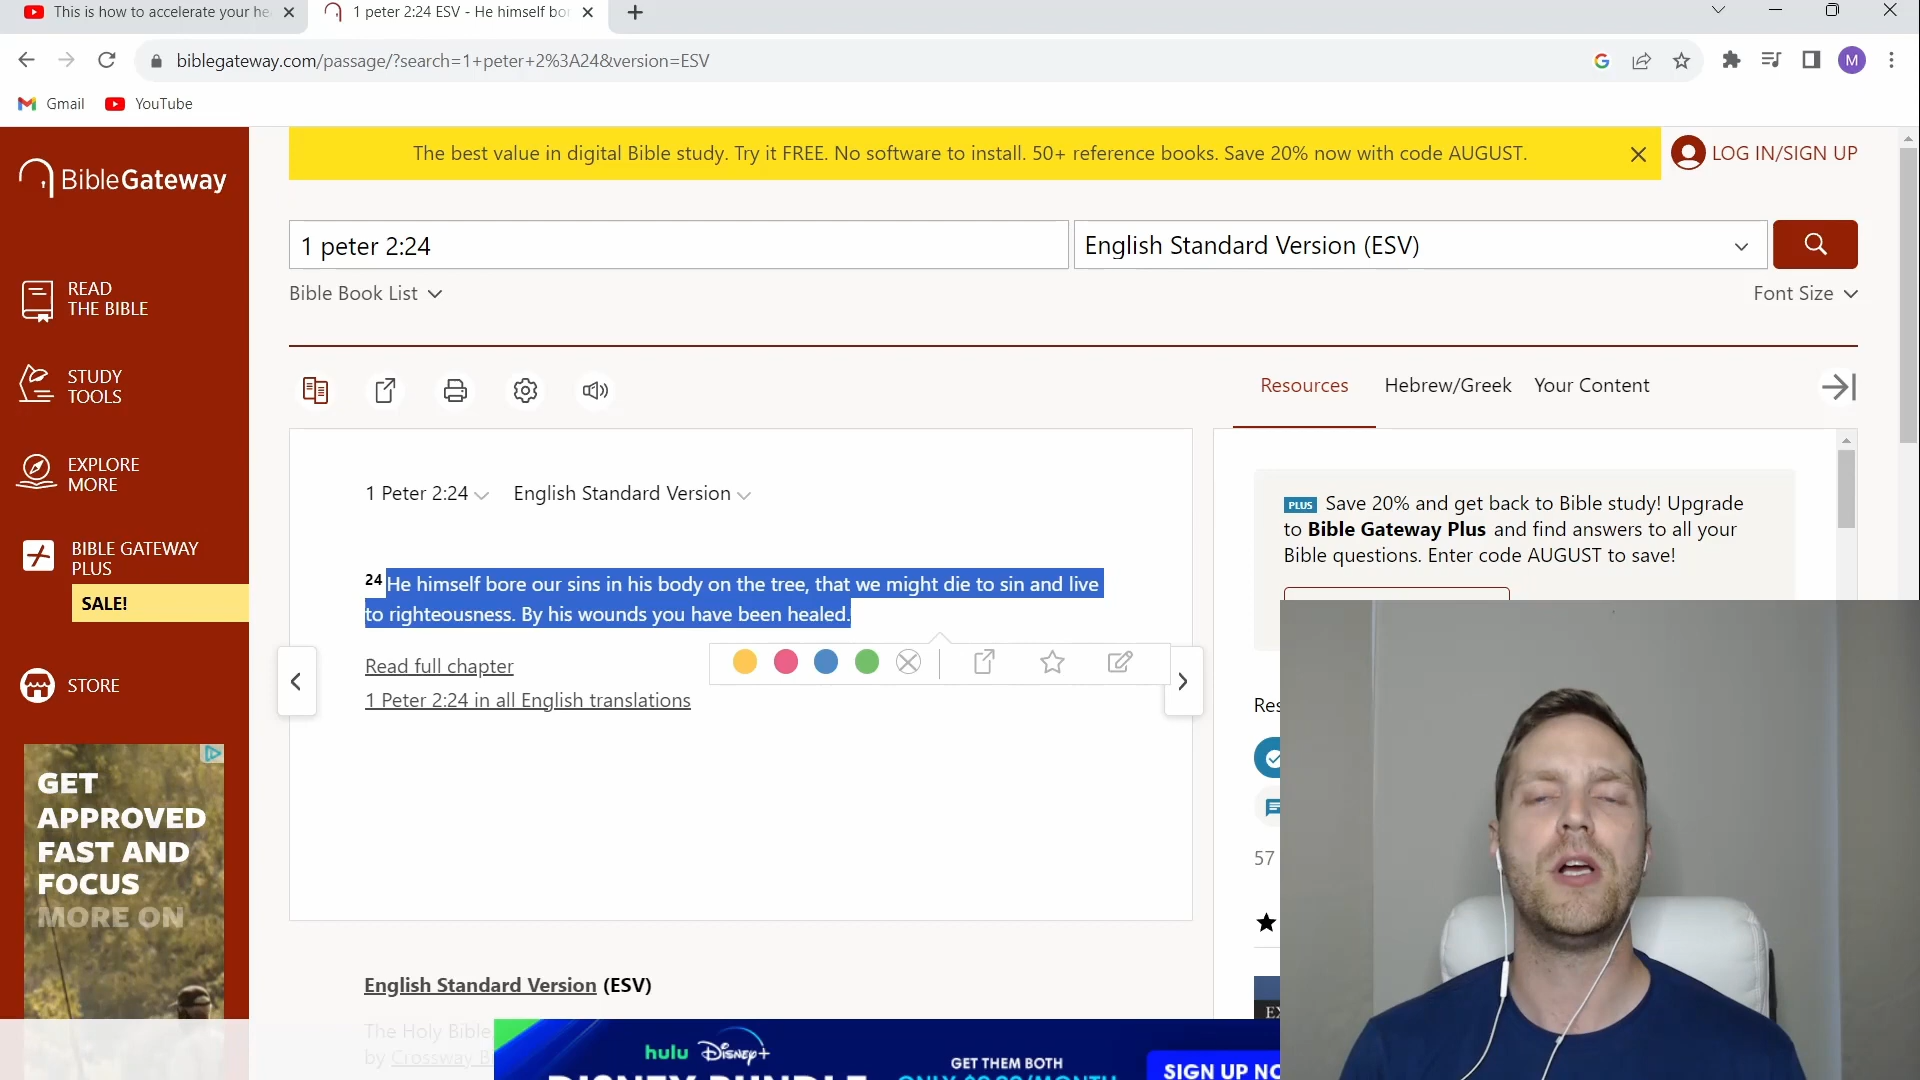 This is how to accelerate your he
1 peter 2:24 ESV - He himself bor
biblegateway.com/passage/?search=1+peter+2%3A24&version=ESV
M
Gmail
YouTube
BibleGateway
The best value in digital Bible study. Try it FREE. No software to install. 50+ reference books. Save 20% now with code AUGUST.
LOG IN/SIGN UP
1 peter 2:24
English Standard Version (ESV)
Bible Book List
Font Size
READ
THE BIBLE
STUDY
TOOLS
EXPLORE
MORE
BIBLE GATEWAY
PLUS
SALE!
STORE
GET
APPROVED
FAST AND
FOCUS
MORE ON
Resources
Hebrew/Greek
Your Content
1 Peter 2:24
English Standard Version
24 He himself bore our sins in his body on the tree, that we might die to sin and live
to righteousness. By his wounds you have been healed.
Read full chapter
1 Peter 2:24 in all English translations
PLUS Save 20% and get back to Bible study! Upgrade
to Bible Gateway Plus and find answers to all your
Bible questions. Enter code AUGUST to save!
Res
57
English Standard Version (ESV)
The Holy Bible
by Crossway B
hulu Disney+
DISNEY BUNDLE
GET THEM BOTH
SIGN UP NO